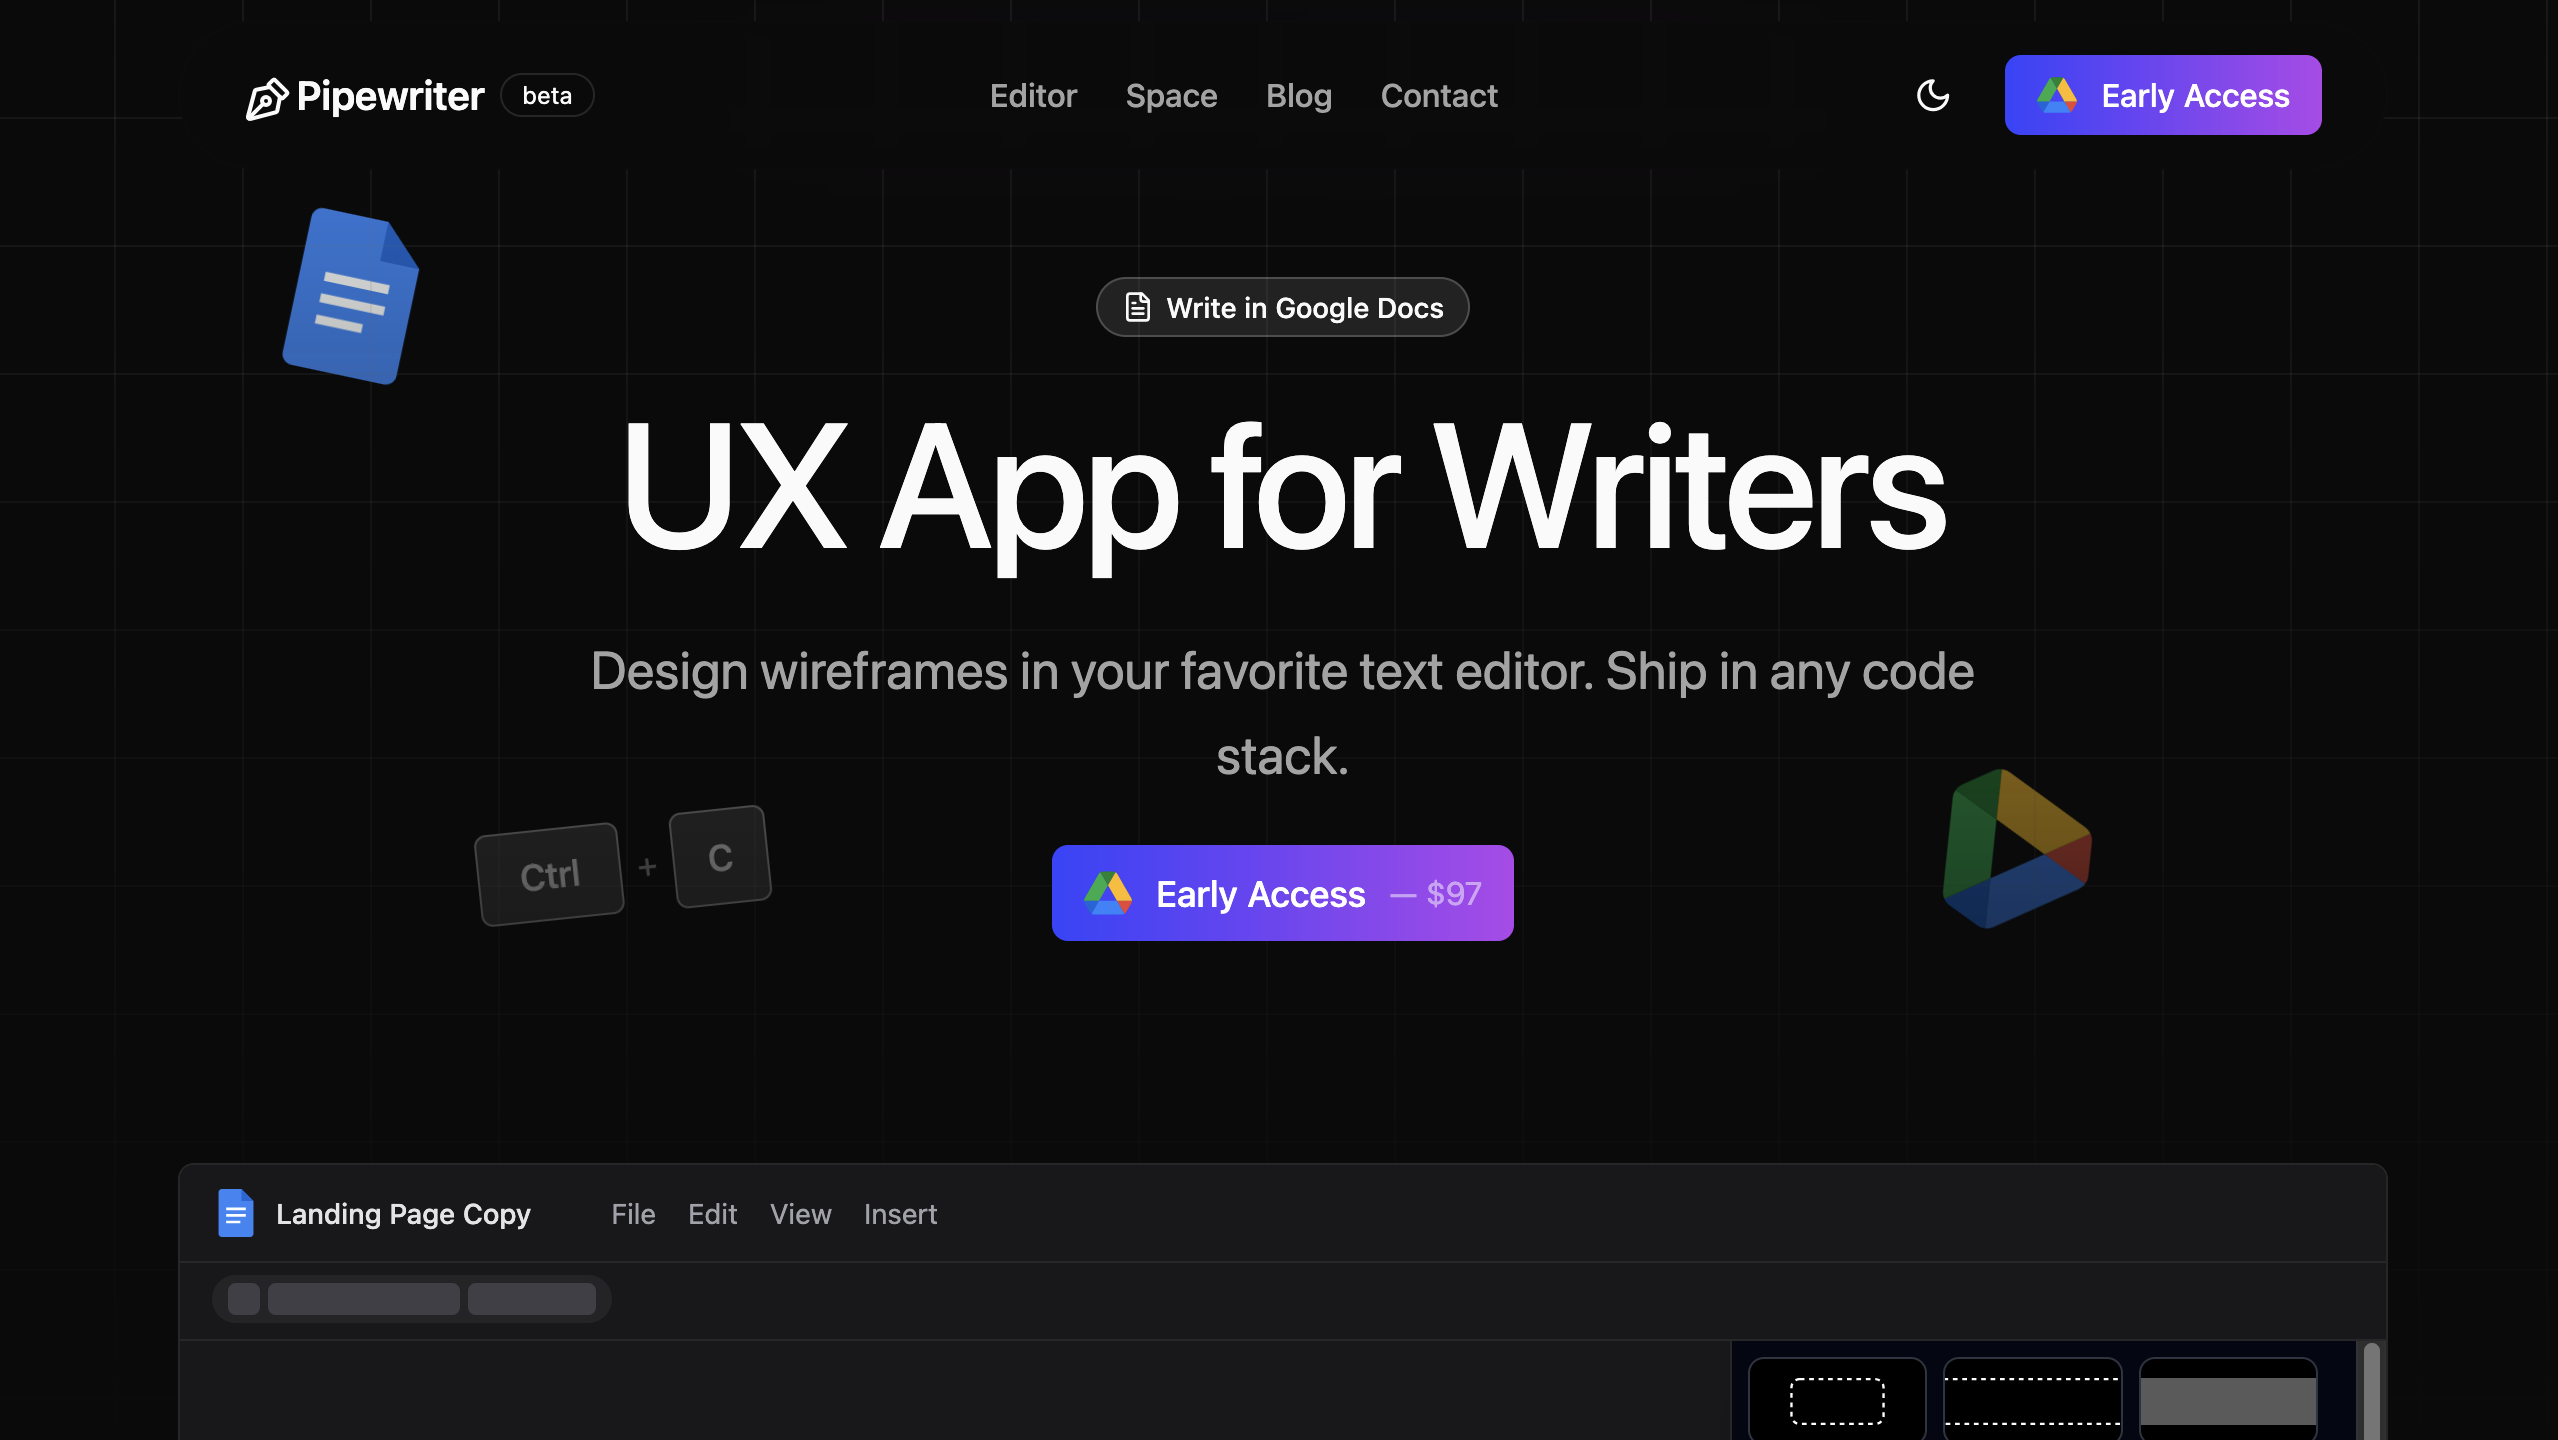 Pipewriter beta Editor Space Blog Contact Early Access
Write in Google Docs
UX App for Writers
Design wireframes in your favorite text editor. Ship in any code
stack.
Ctrl + C
Early Access — $97
Landing Page Copy File Edit View Insert